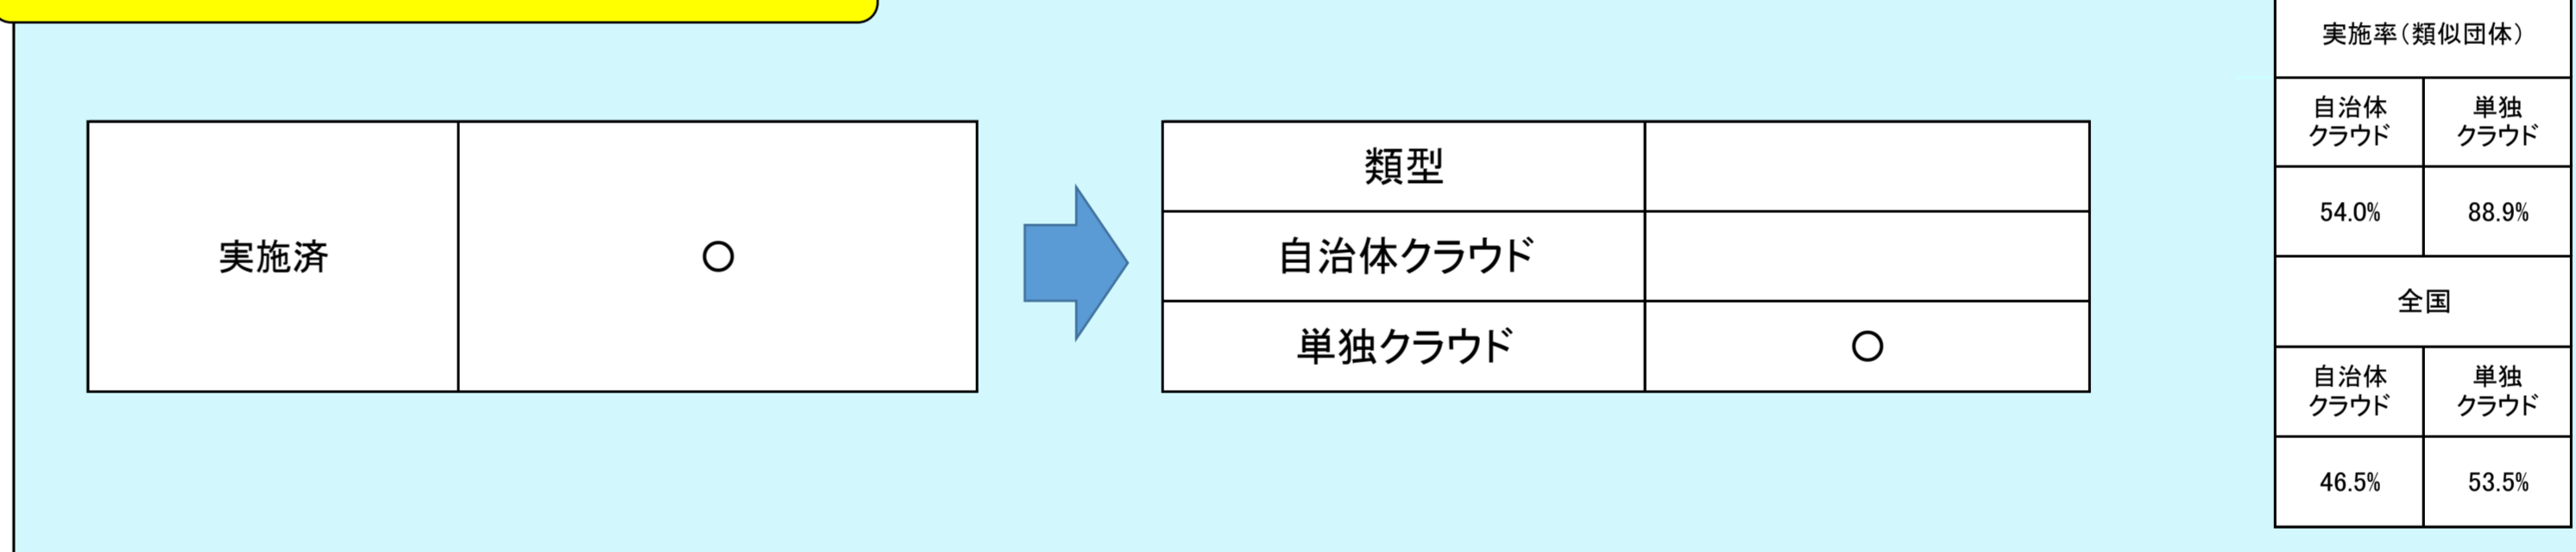 実施済
○
類型
自治体クラウド
単独クラウド
○
実施率（類似団体）
自治体
クラウド
単独
クラウド
54.0%
88.9%
全国
自治体
クラウド
単独
クラウド
46.5%
53.5%